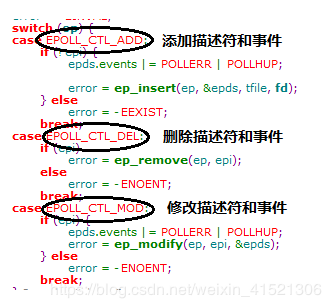 switch (op) {
case EPOLL_CTL_ADD: 添加描述符和事件
if (!epi) {
epds.events |= POLLERR | POLLHUP;
error = ep_insert(ep, &epds, tfile, fd);
} else
error = -EEXIST;
break;
case EPOLL_CTL_DEL: 删除描述符和事件
if (epi)
error = ep_remove(ep, epi);
else
error = -ENOENT;
break;
case EPOLL_CTL_MOD: 修改描述符和事件
if (epi) {
epds.events |= POLLERR | POLLHUP;
error = ep_modify(ep, epi, &epds);
} else
error = -ENOENT;
break;
https://blog.csdn.net/weixin_41521306